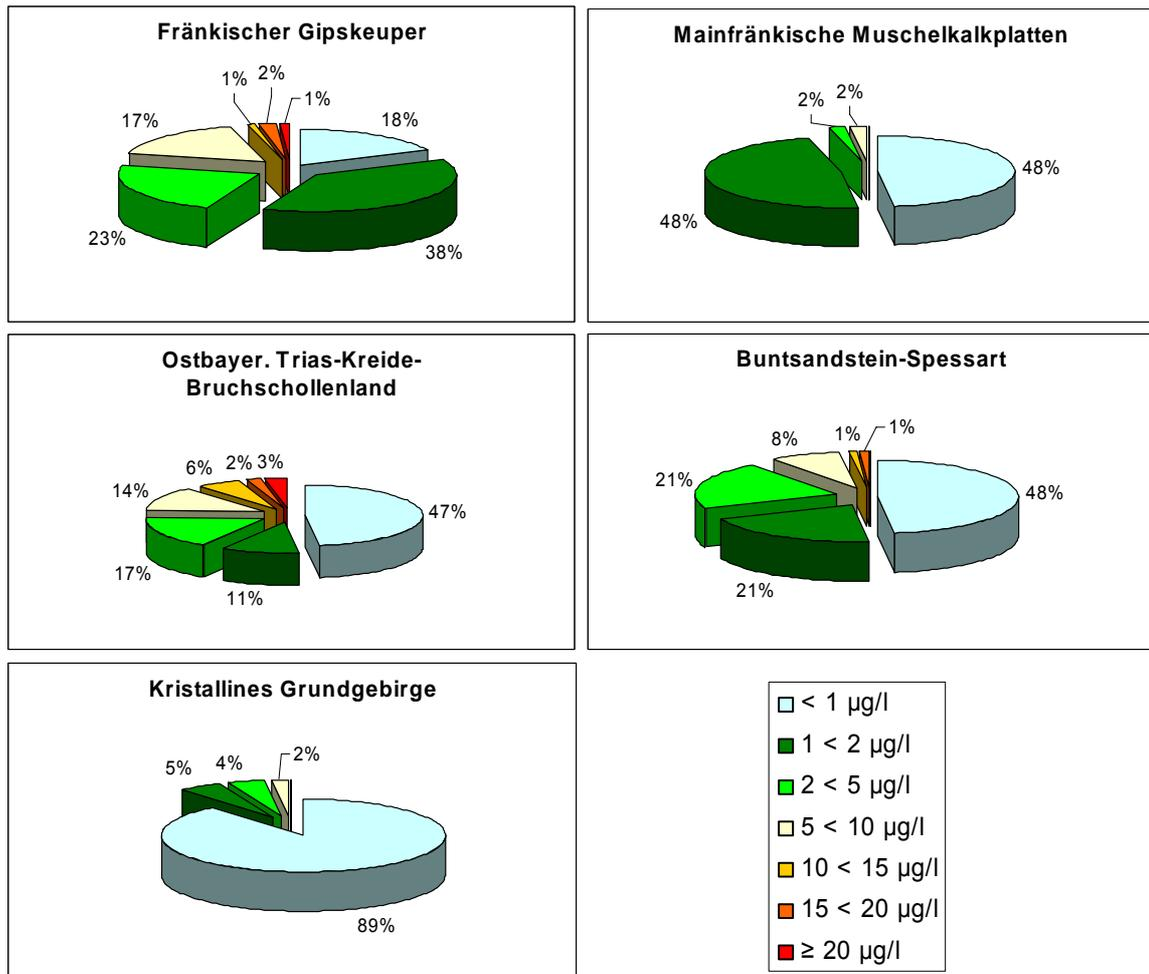 Fränkischer Gipskeuper
1% 2%
1%
17%
18%
23%
38%
Mainfränkische Muschelkalkplatten
2% 2%
48%
48%
Ostbayer. Trias-Kreide-
Bruchschollenland
6% 2% 3%
14%
47%
17%
11%
Buntsandstein-Spessart
8% 1% 1%
21%
48%
21%
Kristallines Grundgebirge
5% 4% 2%
89%
< 1 µg/l
1 < 2 µg/l
2 < 5 µg/l
5 < 10 µg/l
10 < 15 µg/l
15 < 20 µg/l
≥ 20 µg/l